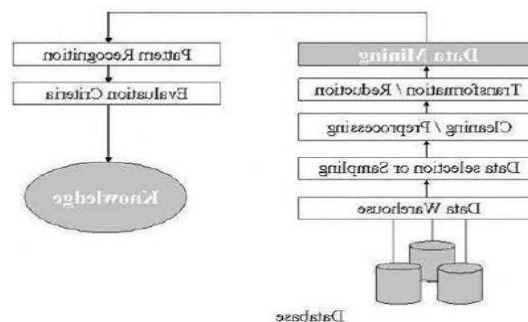 Data Mining
Pattern Recognition
Transformation / Reduction
Evaluation Criteria
Cleaning / Preprocessing
Data selection or Sampling
Knowledge
Data Warehouse
Database